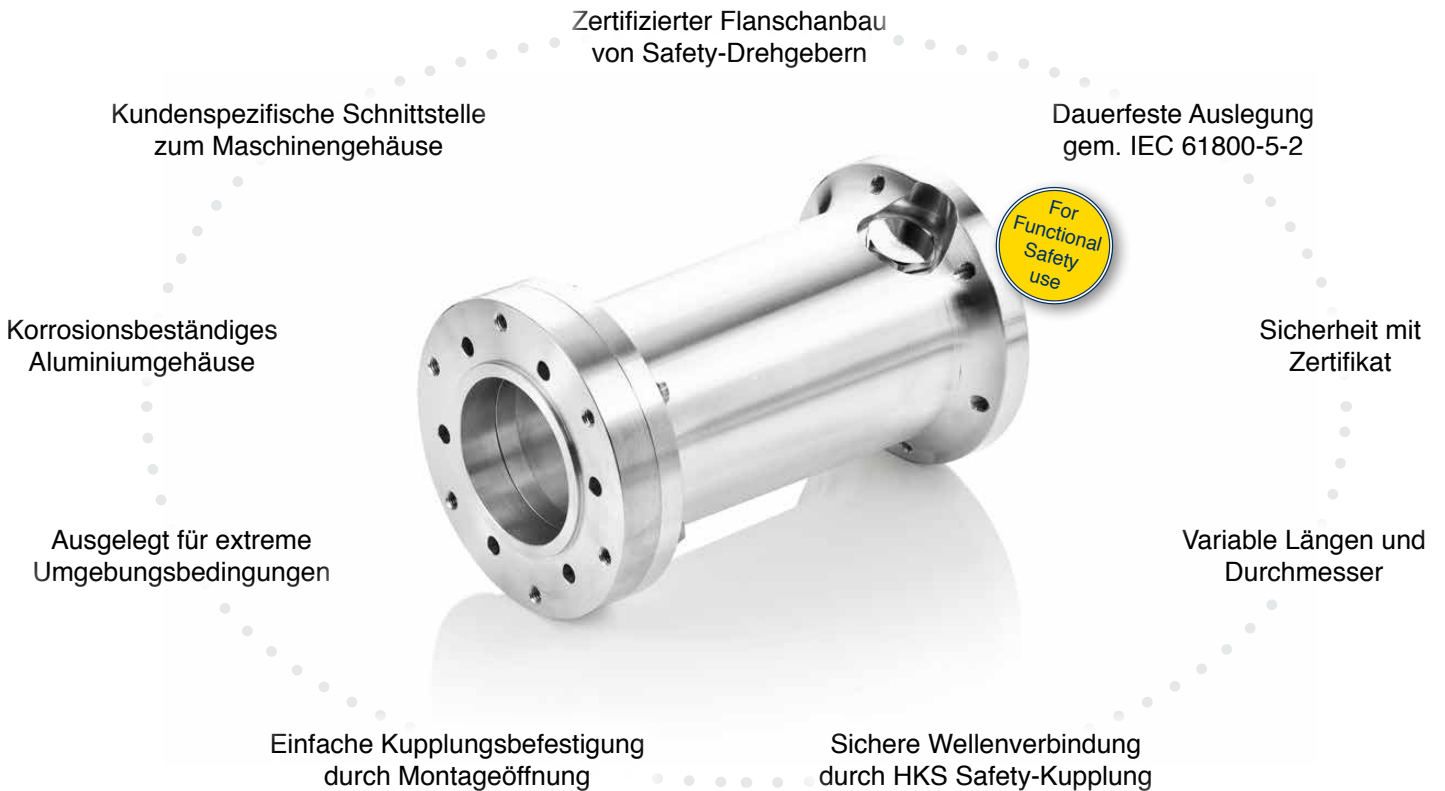 Zertifizierter Flanschanbau
von Safety-Drehgebern
Kundenspezifische Schnittstelle
zum Maschinengehäuse
Dauerfeste Auslegung
gem. IEC 61800-5-2
For
Functional
Safety
use
Korrosionsbeständiges
Aluminiumgehäuse
Sicherheit mit
Zertifikat
Ausgelegt für extreme
Umgebungsbedingungen
Variable Längen und
Durchmesser
Einfache Kupplungsbefestigung
durch Montageöffnung
Sichere Wellenverbindung
durch HKS Safety-Kupplung